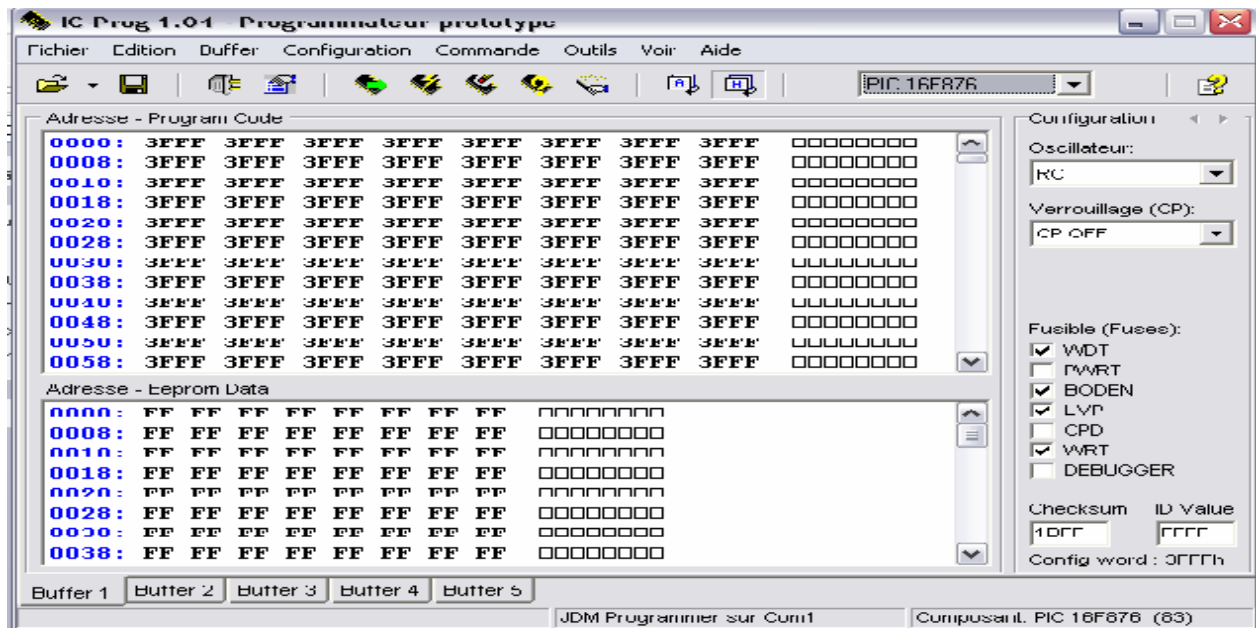 IC Prog 1.04 - Programmateur prototype
Fichier Edition Buffer Configuration Commande Outils Voir Aide
PIC 16F876
Adresse - Program Code
0000: 3FFF 3FFF 3FFF 3FFF 3FFF 3FFF 3FFF 3FFF
0008: 3FFF 3FFF 3FFF 3FFF 3FFF 3FFF 3FFF 3FFF
0010: 3FFF 3FFF 3FFF 3FFF 3FFF 3FFF 3FFF 3FFF
0018: 3FFF 3FFF 3FFF 3FFF 3FFF 3FFF 3FFF 3FFF
0020: 3FFF 3FFF 3FFF 3FFF 3FFF 3FFF 3FFF 3FFF
0028: 3FFF 3FFF 3FFF 3FFF 3FFF 3FFF 3FFF 3FFF
0030: 3FFF 3FFF 3FFF 3FFF 3FFF 3FFF 3FFF 3FFF
0038: 3FFF 3FFF 3FFF 3FFF 3FFF 3FFF 3FFF 3FFF
0040: 3FFF 3FFF 3FFF 3FFF 3FFF 3FFF 3FFF 3FFF
0048: 3FFF 3FFF 3FFF 3FFF 3FFF 3FFF 3FFF 3FFF
0050: 3FFF 3FFF 3FFF 3FFF 3FFF 3FFF 3FFF 3FFF
0058: 3FFF 3FFF 3FFF 3FFF 3FFF 3FFF 3FFF 3FFF
Adresse - Eeprom Data
0000: FF FF FF FF FF FF FF FF
0008: FF FF FF FF FF FF FF FF
0010: FF FF FF FF FF FF FF FF
0018: FF FF FF FF FF FF FF FF
0020: FF FF FF FF FF FF FF FF
0028: FF FF FF FF FF FF FF FF
0030: FF FF FF FF FF FF FF FF
0038: FF FF FF FF FF FF FF FF
Configuration
Oscillateur:
RC
Verrouillage (CP):
CP OFF
Fusible (Fuses):
WDT
PWRT
BODEN
LVP
CPD
WRT
DEBUGGER
Checksum ID Value
1BFF FFFF
Config word : 3FFFh
Buffer 1 Buffer 2 Buffer 3 Buffer 4 Buffer 5
JDM Programmer sur Com1 Composant: PIC 16F876 (83)